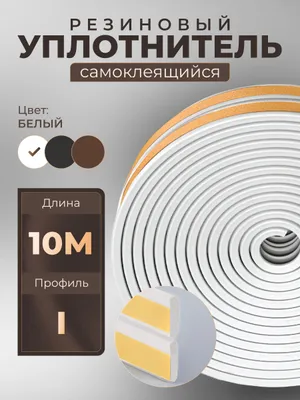 РЕЗИНОВЫЙ
УПЛОТНИТЕЛЬ
САМОКЛЕЯЩИЙСЯ
Цвет:
БЕЛЫЙ
Длина
10М
Профиль
I